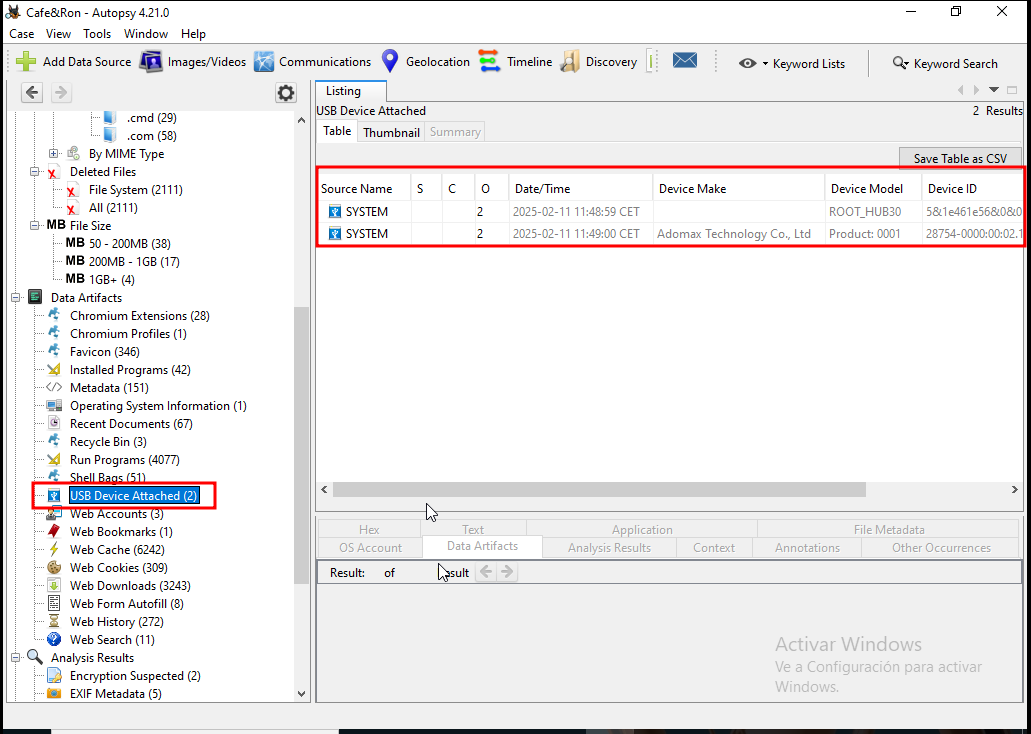 Cafe&Ron - Autopsy 4.21.0
Case View Tools Window Help
Add Data Source Images/Videos Communications Geolocation Timeline Discovery Keyword Lists Keyword Search
.cmd (29)
.com (58)
By MIME Type
Deleted Files
File System (2111)
All (2111)
MB File Size
MB 50 - 200MB (38)
MB 200MB - 1GB (17)
MB 1GB+ (4)
Data Artifacts
Chromium Extensions (28)
Chromium Profiles (1)
Favicon (346)
Installed Programs (42)
Metadata (151)
Operating System Information (1)
Recent Documents (67)
Recycle Bin (3)
Run Programs (4077)
Shell Bags (51)
USB Device Attached (2)
Web Accounts (3)
Web Bookmarks (1)
Web Cache (6242)
Web Cookies (309)
Web Downloads (3243)
Web Form Autofill (8)
Web History (272)
Web Search (11)
Analysis Results
Encryption Suspected (2)
EXIF Metadata (5)
Listing
USB Device Attached 2 Results
Table Thumbnail Summary
Save Table as CSV
Source Name S C O Date/Time Device Make Device Model Device ID
SYSTEM 2 2025-02-11 11:48:59 CET ROOT_HUB30 5&1e461e56&0&0
SYSTEM 2 2025-02-11 11:49:00 CET Adomax Technology Co., Ltd Product: 0001 28754-0000:00:02.1
Hex Text Application File Metadata
OS Account Data Artifacts Analysis Results Context Annotations Other Occurrences
Result: of
Activar Windows
Ve a Configuración para activar
Windows.